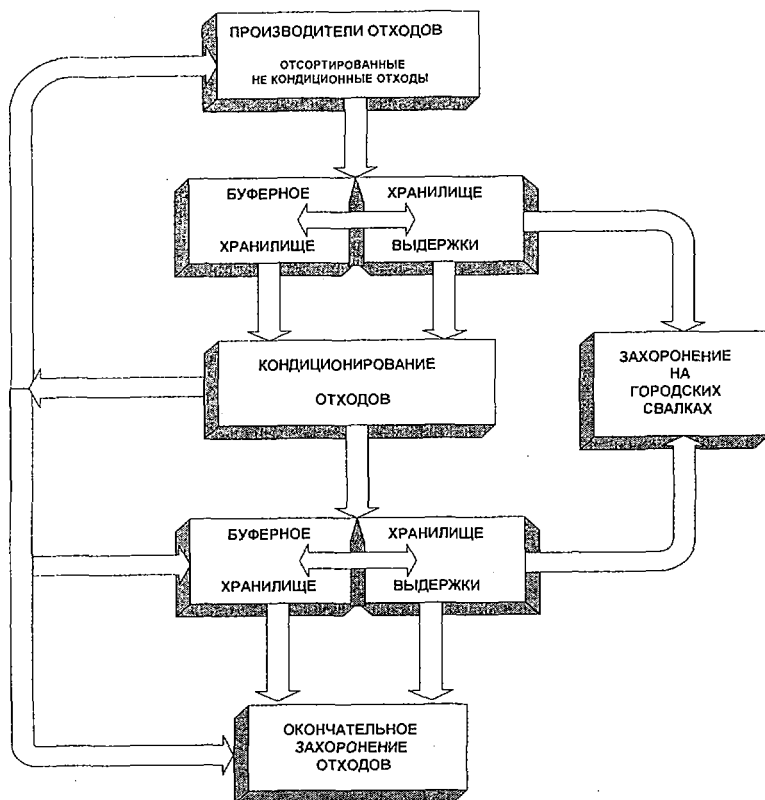 ПРОИЗВОДИТЕЛИ ОТХОДОВ
ОТСОРТИРОВАННЫЕ
НЕ КОНДИЦИОННЫЕ ОТХОДЫ
БУФЕРНОЕ
ХРАНИЛИЩЕ
ХРАНИЛИЩЕ
ВЫДЕРЖКИ
КОНДИЦИОНИРОВАНИЕ
ОТХОДОВ
ЗАХОРОНЕНИЕ
НА
ГОРОДСКИХ
СВАЛКАХ
БУФЕРНОЕ
ХРАНИЛИЩЕ
ХРАНИЛИЩЕ
ВЫДЕРЖКИ
ОКОНЧАТЕЛЬНОЕ
ЗАХОРОНЕНИЕ
ОТХОДОВ